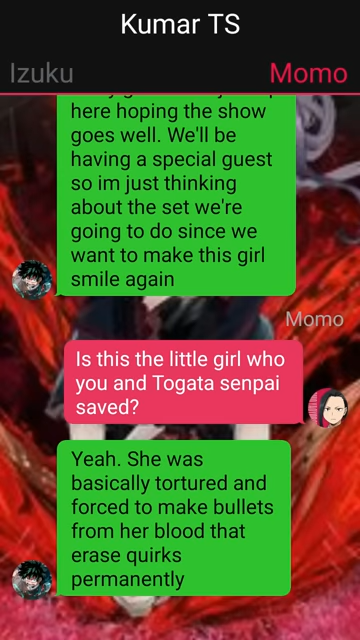 Kumar TS
Izuku
Momo
here hoping the show
goes well. We'll be
having a special guest
so im just thinking
about the set we're
going to do since we
want to make this girl
smile again
Momo
Is this the little girl who
you and Togata senpai
saved?
Yeah. She was
basically tortured and
forced to make bullets
from her blood that
erase quirks
permanently